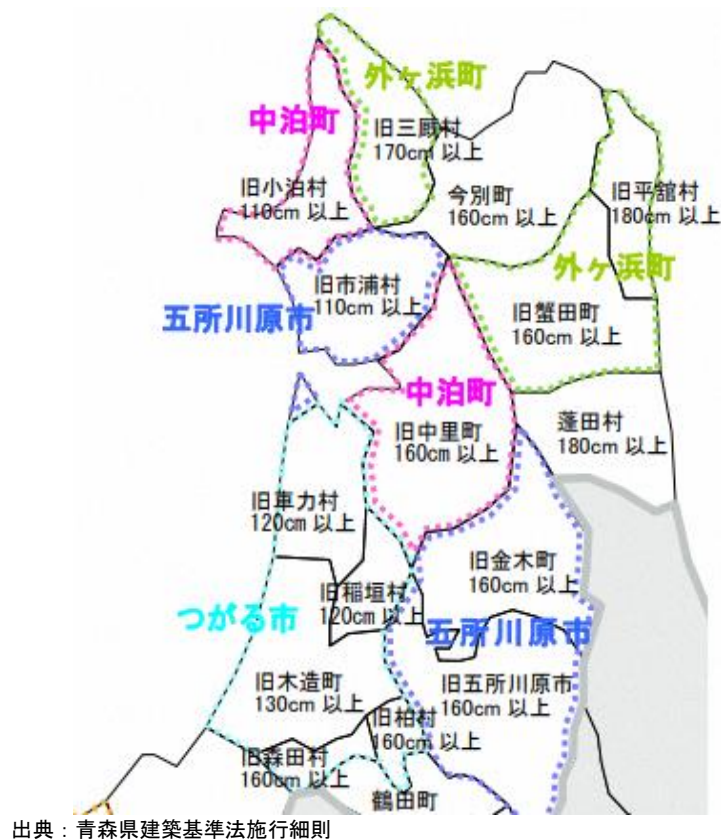 外ヶ浜町
中泊町
旧三厩村
170cm 以上
旧小泊村
110cm 以上
今別町
160cm 以上
旧平舘村
180cm 以上
外ヶ浜町
旧市浦村
110cm 以上
五所川原市
旧蟹田町
160cm 以上
中泊町
旧中里町
160cm 以上
蓬田村
180cm 以上
旧車力村
120cm 以上
旧金木町
160cm 以上
旧稲垣村
120cm 以上
つがる市
五所川原市
旧木造町
130cm 以上
旧五所川原市
160cm 以上
旧柏村
160cm 以上
旧森田村
160cm 以上
鶴田町
出典：青森県建築基準法施行細則